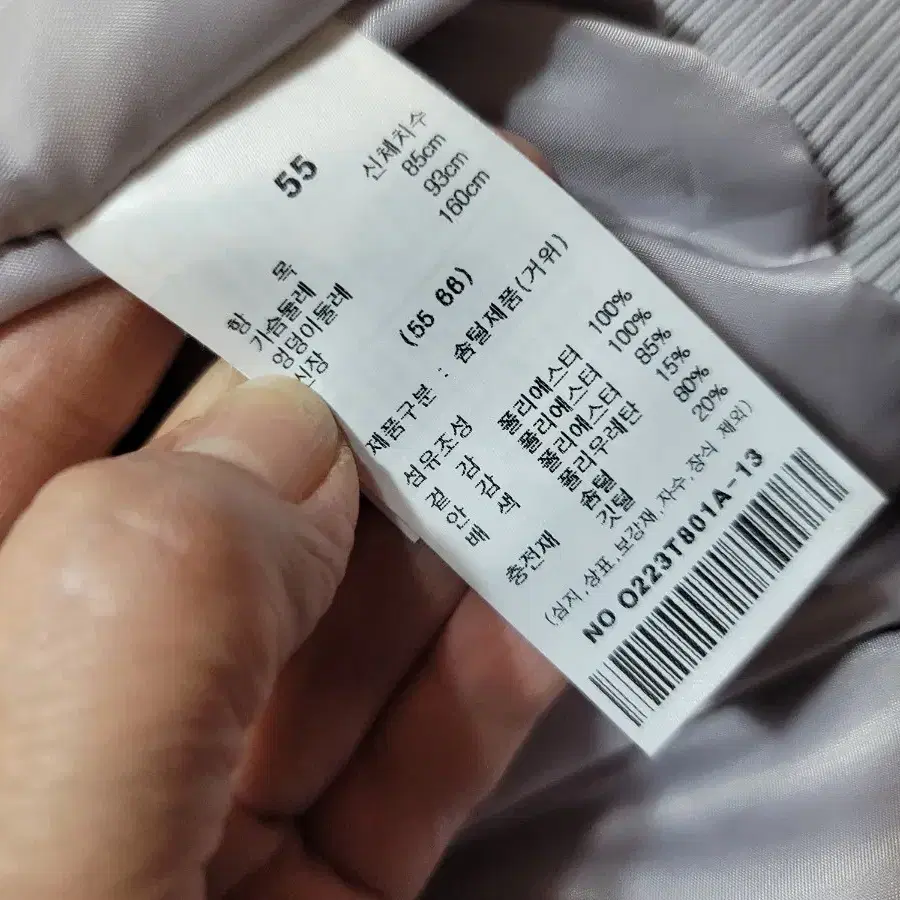 55
항 목 신체치수
가슴둘레 85cm
엉덩이둘레 93cm
신장 160cm
(55 66)
제품구분 : 솜털제품(거위)
섬유조성
겉 감 폴리에스터 100%
안 감 폴리에스터 100%
배 색 폴리에스터 85%
폴리우레탄 15%
충전재 솜털 80%
깃털 20%
(심지,상표,보강재,자수,장식 제외)
NO O223T801A-13